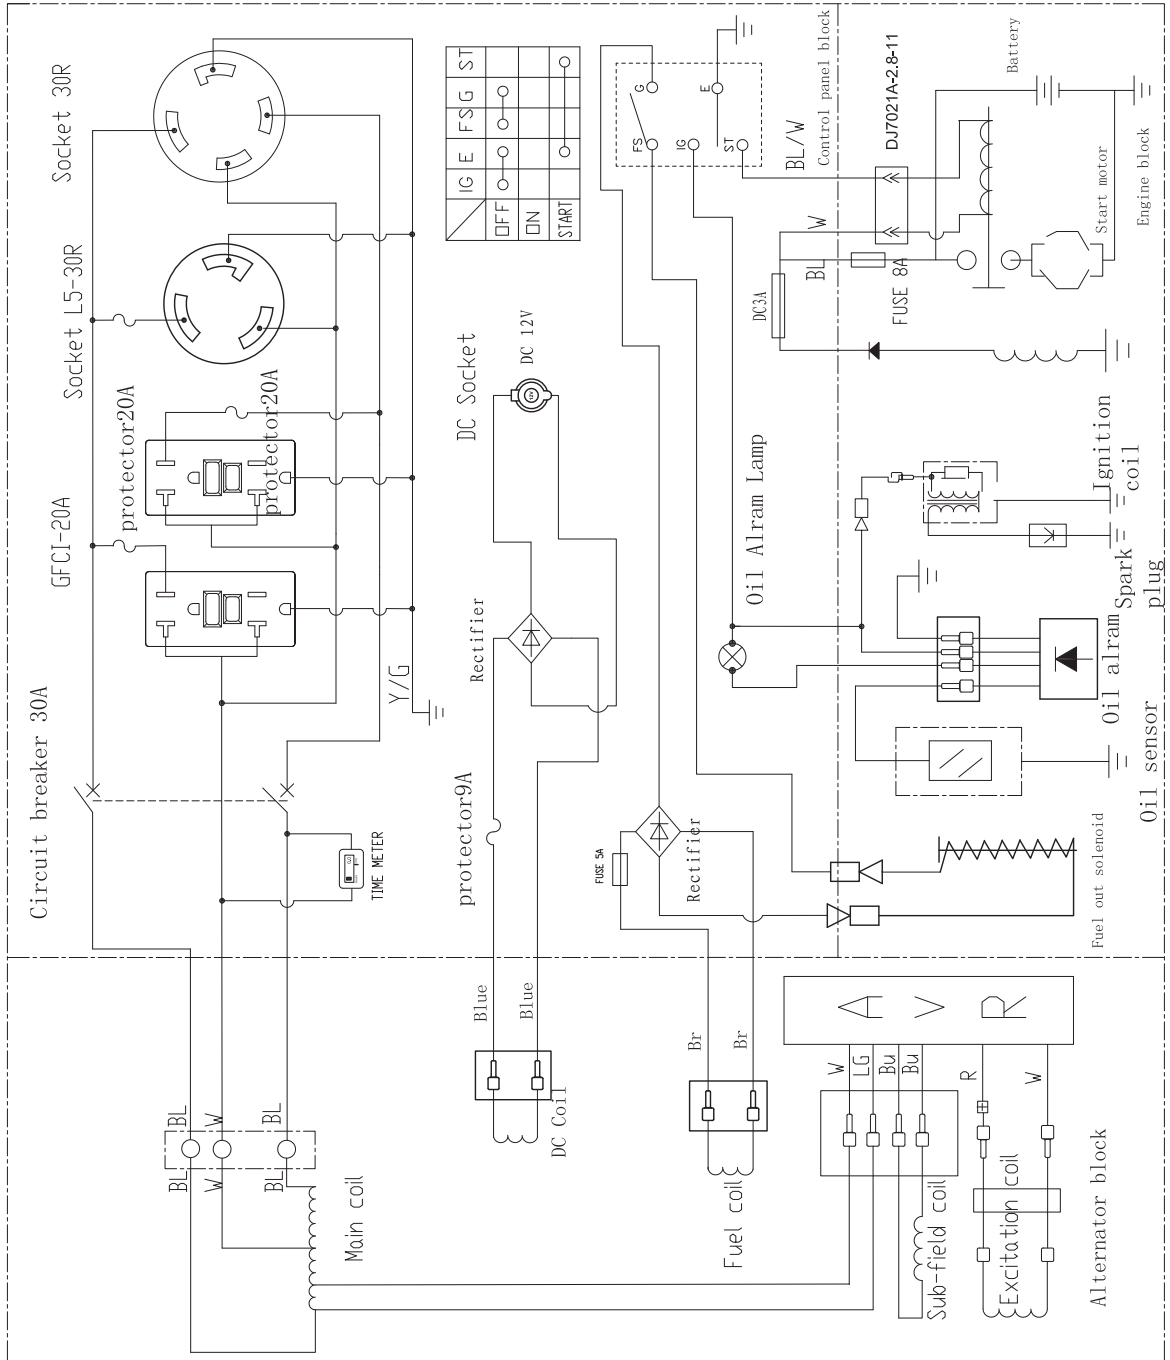 Socket 30R
Socket L5-30R
GFCI-20A
protector20A
protector20A
Circuit breaker 30A
TIME METER
Y/G
IG E FS G ST
OFF
ON
START
DC Socket
DC 12V
Rectifier
protector9A
G
FS
IG
E
ST
BL/W
Control panel block
W
BL
DC3A
FUSE 8A
DJ7021A-2.8-11
Battery
Start motor
Engine block
Oil Alram Lamp
Ignition
coil
Spark
plug
Oil alram
Oil sensor
FUSE 5A
Rectifier
Fuel out solenoid
BL
W
BL
BL
W
BL
Main coil
Blue
Blue
DC Coil
Br
Br
Fuel coil
AVR
W
LG
Bu
Bu
R
W
Sub-field coil
Excitation coil
Alternator block